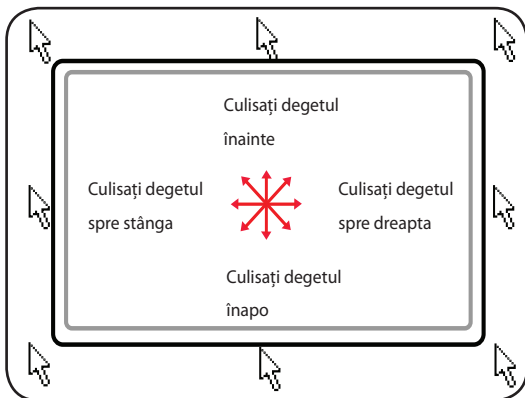 Culisați degetul
înainte
Culisați degetul
spre stânga
Culisați degetul
spre dreapta
Culisați degetul
înapo